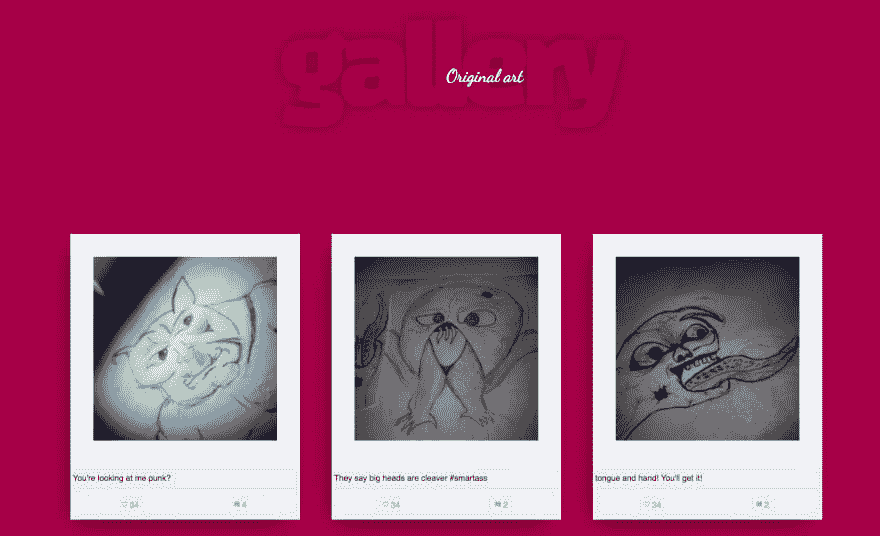 gallery
Original art
You're looking at me punk?
They say big heads are cleaver #smartass
tongue and hand! You'll get it!
34
4
34
2
34
2